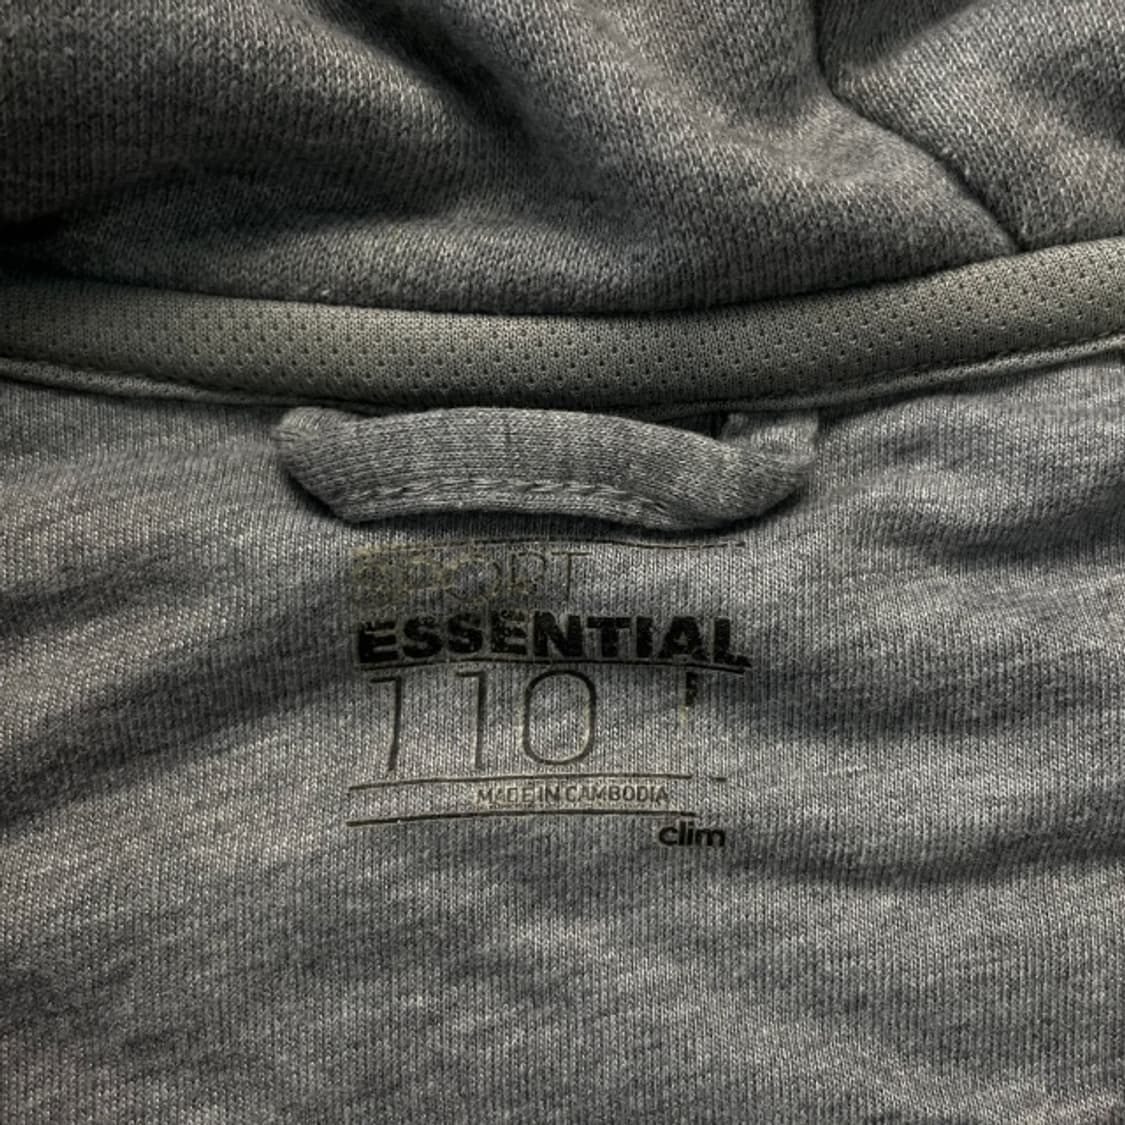 SPORT
ESSENTIAL
110
MADE IN CAMBODIA
clim